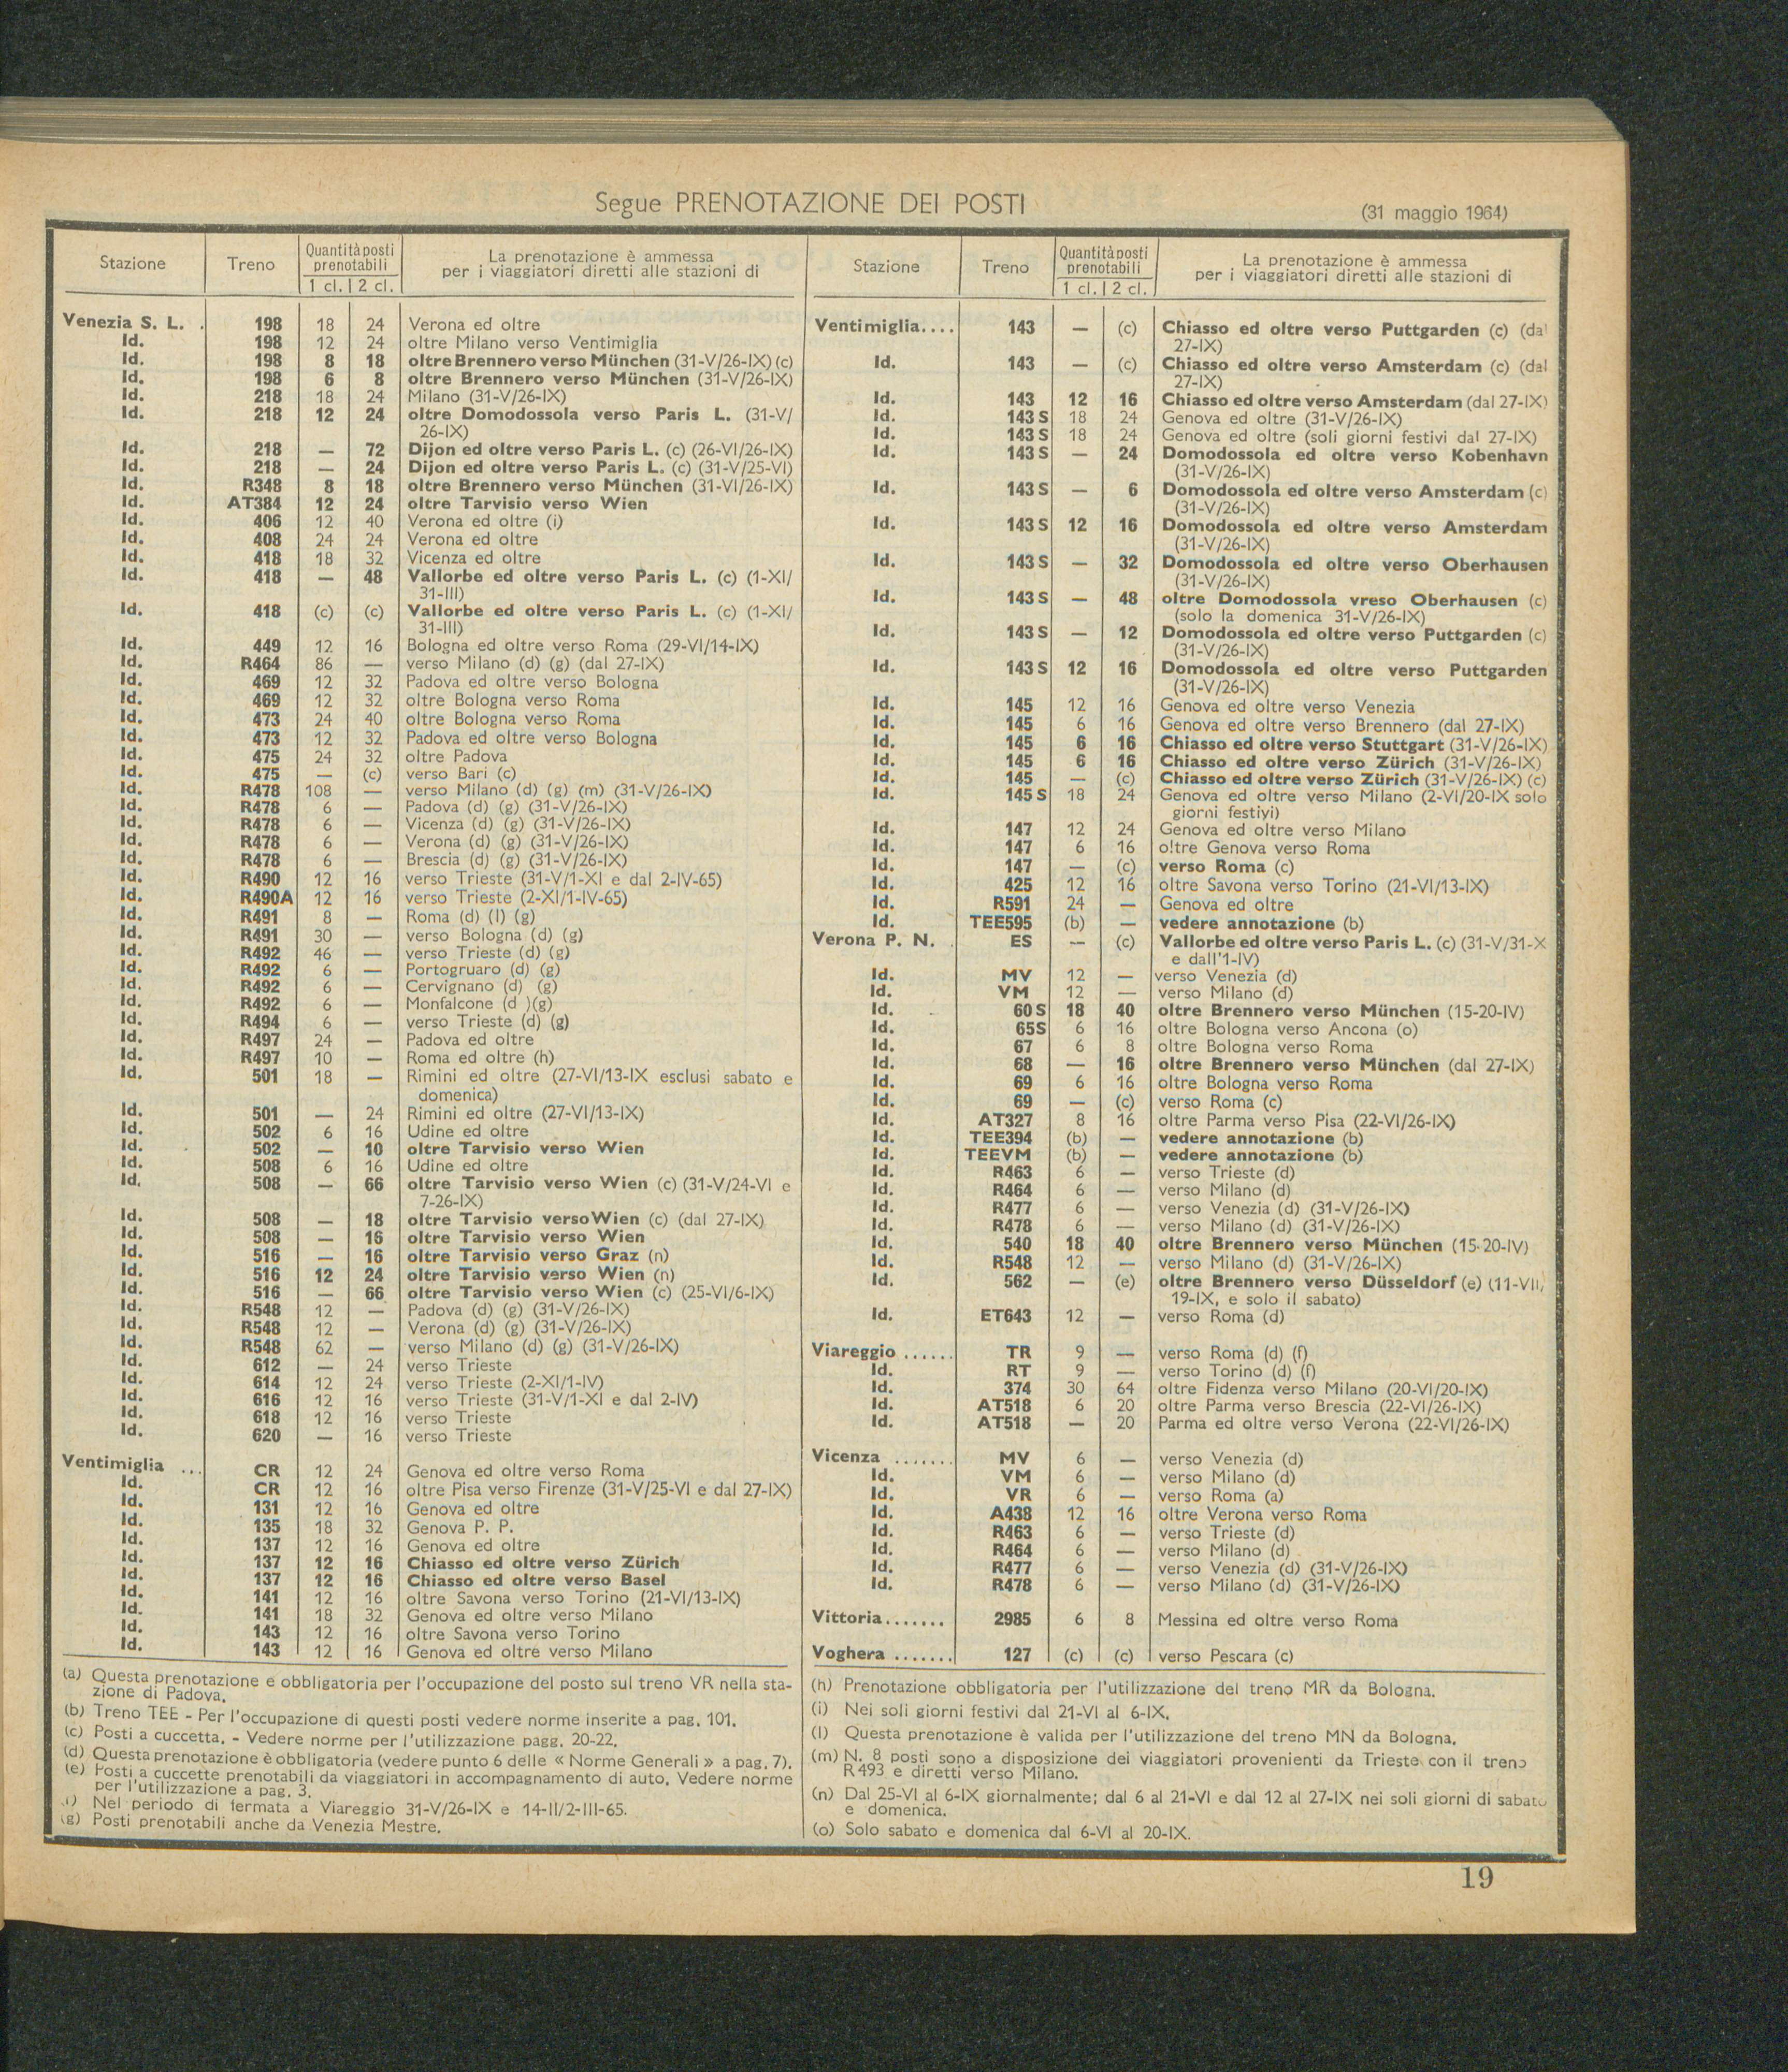 Segue PRENOTAZIONE DEI POSTI
(31 maggio 1964)
Stazione Treno Quantità posti prenotabili 1 cl. 2 cl. La prenotazione è ammessa per i viaggiatori diretti alle stazioni di
Venezia S. L. . 198 18 24 Verona ed oltre
Id. 198 12 24 oltre Milano verso Ventimiglia
Id. 198 8 18 oltre Brennero verso München (31-V/26-IX) (c)
Id. 198 6 8 oltre Brennero verso München (31-V/26-IX)
Id. 218 18 24 Milano (31-V/26-IX)
Id. 218 12 24 oltre Domodossola verso Paris L. (31-V/
26-IX)
Id. 218 — 72 Dijon ed oltre verso Paris L. (c) (26-VI/26-IX)
Id. 218 — 24 Dijon ed oltre verso Paris L. (c) (31-V/25-VI)
Id. R348 8 18 oltre Brennero verso München (31-VI/26-IX)
Id. AT384 12 24 oltre Tarvisio verso Wien
Id. 406 12 40 Verona ed oltre (i)
Id. 408 24 24 Verona ed oltre
Id. 418 18 32 Vicenza ed oltre
Id. 418 — 48 Vallorbe ed oltre verso Paris L. (c) (1-XI/
31-III)
Id. 418 (c) (c) Vallorbe ed oltre verso Paris L. (c) (1-XI/
31-III)
Id. 449 12 16 Bologna ed oltre verso Roma (29-VI/14-IX)
Id. R464 86 — verso Milano (d) (g) (dal 27-IX)
Id. 469 12 32 Padova ed oltre verso Bologna
Id. 469 12 32 oltre Bologna verso Roma
Id. 473 24 40 oltre Bologna verso Roma
Id. 473 12 32 Padova ed oltre verso Bologna
Id. 475 24 32 oltre Padova
Id. 475 — (c) verso Bari (c)
Id. R478 108 — verso Milano (d) (g) (m) (31-V/26-IX)
Id. R478 6 — Padova (d) (g) (31-V/26-IX)
Id. R478 6 — Vicenza (d) (g) (31-V/26-IX)
Id. R478 6 — Verona (d) (g) (31-V/26-IX)
Id. R478 6 — Brescia (d) (g) (31-V/26-IX)
Id. R490 12 16 verso Trieste (31-V/1-XI e dal 2-IV-65)
Id. R490A 12 16 verso Trieste (2-XI/1-IV-65)
Id. R491 8 — Roma (d) (l) (g)
Id. R491 30 — verso Bologna (d) (g)
Id. R492 46 — verso Trieste (d) (g)
Id. R492 6 — Portogruaro (d) (g)
Id. R492 6 — Cervignano (d) (g)
Id. R492 6 — Monfalcone (d )(g)
Id. R494 6 — verso Trieste (d) (g)
Id. R497 24 — Padova ed oltre
Id. R497 10 — Roma ed oltre (h)
Id. 501 18 — Rimini ed oltre (27-VI/13-IX esclusi sabato e
domenica)
Id. 501 — 24 Rimini ed oltre (27-VI/13-IX)
Id. 502 6 16 Udine ed oltre
Id. 502 — 10 oltre Tarvisio verso Wien
Id. 508 6 16 Udine ed oltre
Id. 508 — 66 oltre Tarvisio verso Wien (c) (31-V/24-VI e
7-26-IX)
Id. 508 — 18 oltre Tarvisio verso Wien (c) (dal 27-IX)
Id. 508 — 16 oltre Tarvisio verso Wien
Id. 516 — 16 oltre Tarvisio verso Graz (n)
Id. 516 12 24 oltre Tarvisio verso Wien (n)
Id. 516 — 66 oltre Tarvisio verso Wien (c) (25-VI/6-IX)
Id. R548 12 — Padova (d) (g) (31-V/26-IX)
Id. R548 12 — Verona (d) (g) (31-V/26-IX)
Id. R548 62 — verso Milano (d) (g) (31-V/26-IX)
Id. 612 — 24 verso Trieste
Id. 614 12 24 verso Trieste (2-XI/1-IV)
Id. 616 12 16 verso Trieste (31-V/1-XI e dal 2-IV)
Id. 618 12 16 verso Trieste
Id. 620 — 16 verso Trieste
Ventimiglia ... CR 12 24 Genova ed oltre verso Roma
Id. CR 12 16 oltre Pisa verso Firenze (31-V/25-VI e dal 27-IX)
Id. 131 12 16 Genova ed oltre
Id. 135 18 32 Genova P. P.
Id. 137 12 16 Genova ed oltre
Id. 137 12 16 Chiasso ed oltre verso Zürich
Id. 137 12 16 Chiasso ed oltre verso Basel
Id. 141 12 16 oltre Savona verso Torino (21-VI/13-IX)
Id. 141 18 32 Genova ed oltre verso Milano
Id. 143 12 16 oltre Savona verso Torino
Id. 143 12 16 Genova ed oltre verso Milano
(a) Questa prenotazione e obbligatoria per l'occupazione del posto sul treno VR nella sta-
zione di Padova.
(b) Treno TEE - Per l'occupazione di questi posti vedere norme inserite a pag. 101.
(c) Posti a cuccetta. - Vedere norme per l'utilizzazione pagg. 20-22.
(d) Questa prenotazione è obbligatoria (vedere punto 6 delle « Norme Generali » a pag. 7).
(e) Posti a cuccette prenotabili da viaggiatori in accompagnamento di auto. Vedere norme
per l'utilizzazione a pag. 3.
Nel periodo di fermata a Viareggio 31-V/26-IX e 14-II/2-III-65.
(g) Posti prenotabili anche da Venezia Mestre.
Stazione Treno Quantità posti prenotabili 1 cl. 2 cl. La prenotazione è ammessa per i viaggiatori diretti alle stazioni di
Ventimiglia.... 143 — (c) Chiasso ed oltre verso Puttgarden (c) (dal
27-IX)
Id. 143 — (c) Chiasso ed oltre verso Amsterdam (c) (dal
27-IX)
Id. 143 12 16 Chiasso ed oltre verso Amsterdam (dal 27-IX)
Id. 143 S 18 24 Genova ed oltre (31-V/26-IX)
Id. 143 S 18 24 Genova ed oltre (soli giorni festivi dal 27-IX)
Id. 143 S — 24 Domodossola ed oltre verso Kobenhavn
(31-V/26-IX)
Id. 143 S — 6 Domodossola ed oltre verso Amsterdam (c)
(31-V/26-IX)
Id. 143 S 12 16 Domodossola ed oltre verso Amsterdam
(31-V/26-IX)
Id. 143 S — 32 Domodossola ed oltre verso Oberhausen
(31-V/26-IX)
Id. 143 S — 48 oltre Domodossola vreso Oberhausen (c)
(solo la domenica 31-V/26-IX)
Id. 143 S — 12 Domodossola ed oltre verso Puttgarden (c)
(31-V/26-IX)
Id. 143 S 12 16 Domodossola ed oltre verso Puttgarden
(31-V/26-IX)
Id. 145 12 16 Genova ed oltre verso Venezia
Id. 145 6 16 Genova ed oltre verso Brennero (dal 27-IX)
Id. 145 6 16 Chiasso ed oltre verso Stuttgart (31-V/26-IX)
Id. 145 6 16 Chiasso ed oltre verso Zürich (31-V/26-IX)
Id. 145 — (c) Chiasso ed oltre verso Zürich (31-V/26-IX) (c)
Id. 145 S 18 24 Genova ed oltre verso Milano (2-VI/20-IX solo
giorni festivi)
Id. 147 12 24 Genova ed oltre verso Milano
Id. 147 6 16 oltre Genova verso Roma
Id. 147 — (c) verso Roma (c)
Id. 425 12 16 oltre Savona verso Torino (21-VI/13-IX)
Id. R591 24 — Genova ed oltre
Id. TEE595 (b) — vedere annotazione (b)
Verona P. N. . ES — (c) Vallorbe ed oltre verso Paris L. (c) (31-V/31-X
e dall'1-IV)
Id. MV 12 — verso Venezia (d)
Id. VM 12 — verso Milano (d)
Id. 60 S 18 40 oltre Brennero verso München (15-20-IV)
Id. 65S 6 16 oltre Bologna verso Ancona (o)
Id. 67 6 8 oltre Bologna verso Roma
Id. 68 — 16 oltre Brennero verso München (dal 27-IX)
Id. 69 6 16 oltre Bologna verso Roma
Id. 69 — (c) verso Roma (c)
Id. AT327 8 16 oltre Parma verso Pisa (22-VI/26-IX)
Id. TEE394 (b) — vedere annotazione (b)
Id. TEEVM (b) — vedere annotazione (b)
Id. R463 6 — verso Trieste (d)
Id. R464 6 — verso Milano (d)
Id. R477 6 — verso Venezia (d) (31-V/26-IX)
Id. R478 6 — verso Milano (d) (31-V/26-IX)
Id. 540 18 40 oltre Brennero verso München (15-20-IV)
Id. R548 12 — verso Milano (d) (31-V/26-IX)
Id. 562 — (e) oltre Brennero verso Düsseldorf (e) (11-VII/
19-IX, e solo il sabato)
Id. ET643 12 — verso Roma (d)
Viareggio ...... TR 9 — verso Roma (d) (f)
Id. RT 9 — verso Torino (d) (f)
Id. 374 30 64 oltre Fidenza verso Milano (20-VI/20-IX)
Id. AT518 6 20 oltre Parma verso Brescia (22-VI/26-IX)
Id. AT518 — 20 Parma ed oltre verso Verona (22-VI/26-IX)
Vicenza ....... MV 6 — verso Venezia (d)
Id. VM 6 — verso Milano (d)
Id. VR 6 — verso Roma (a)
Id. A438 12 16 oltre Verona verso Roma
Id. R463 6 — verso Trieste (d)
Id. R464 6 — verso Milano (d)
Id. R477 6 — verso Venezia (d) (31-V/26-IX)
Id. R478 6 — verso Milano (d) (31-V/26-IX)
Vittoria....... 2985 6 8 Messina ed oltre verso Roma
Voghera ....... 127 (c) (c) verso Pescara (c)
(h) Prenotazione obbligatoria per l'utilizzazione del treno MR da Bologna.
(i) Nei soli giorni festivi dal 21-VI al 6-IX.
(l) Questa prenotazione è valida per l'utilizzazione del treno MN da Bologna.
(m) N. 8 posti sono a disposizione dei viaggiatori provenienti da Trieste con il treno
R493 e diretti verso Milano.
(n) Dal 25-VI al 6-IX giornalmente; dal 6 al 21-VI e dal 12 al 27-IX nei soli giorni di sabato
e domenica.
(o) Solo sabato e domenica dal 6-VI al 20-IX.
19